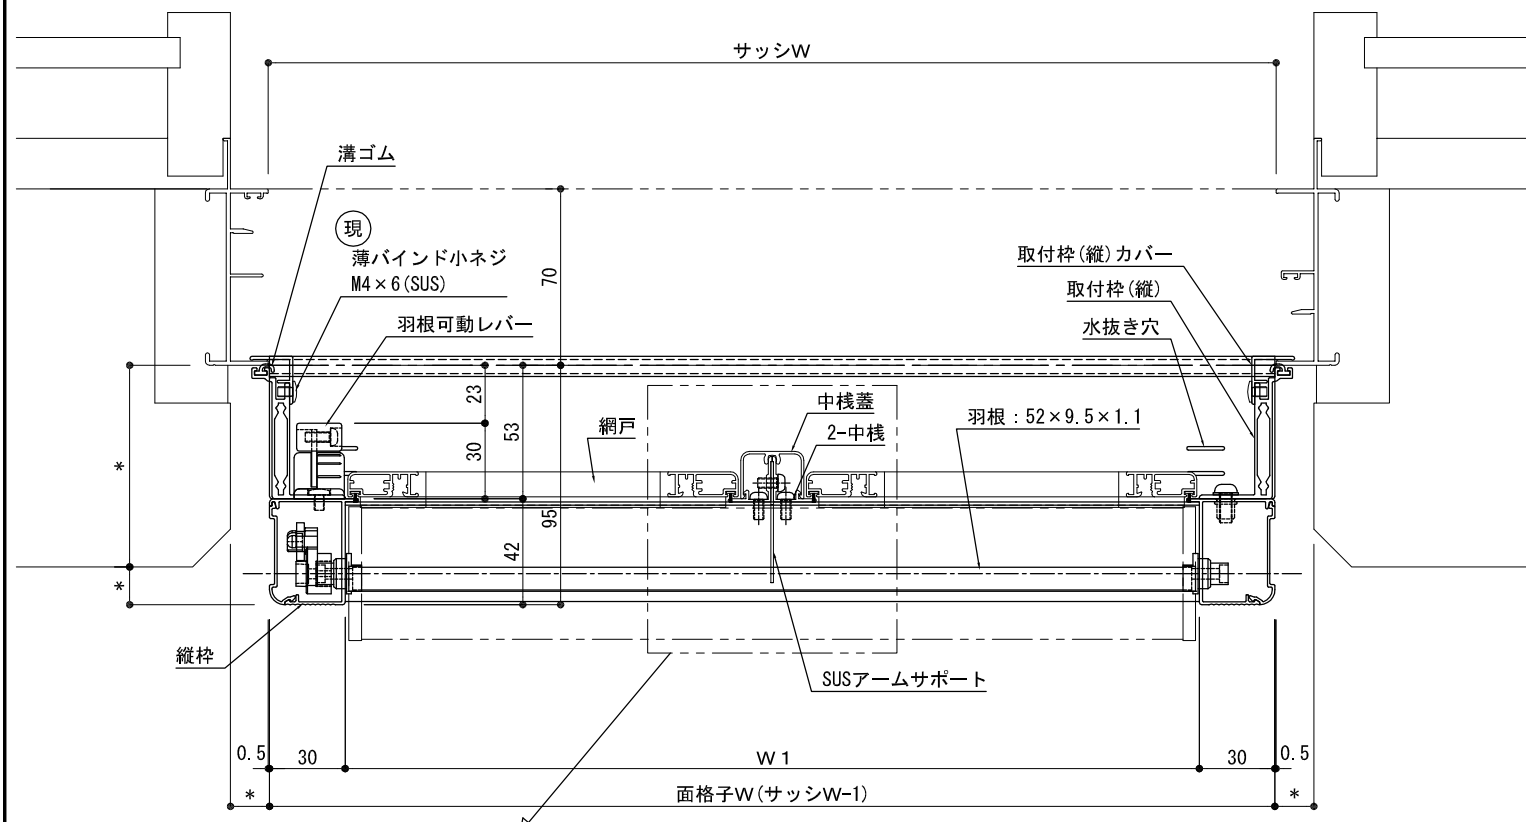 サッシW
溝ゴム
現
薄バインド小ネジ
M4×6(SUS)
羽根可動レバー
70
取付枠(縦)カバー
取付枠(縦)
水抜き穴
23
30
53
網戸
中桟蓋
2-中桟
羽根：52×9.5×1.1
*
*
95
42
縦枠
SUSアームサポート
0.5
30
W1
30
0.5
*
面格子W(サッシW-1)
*